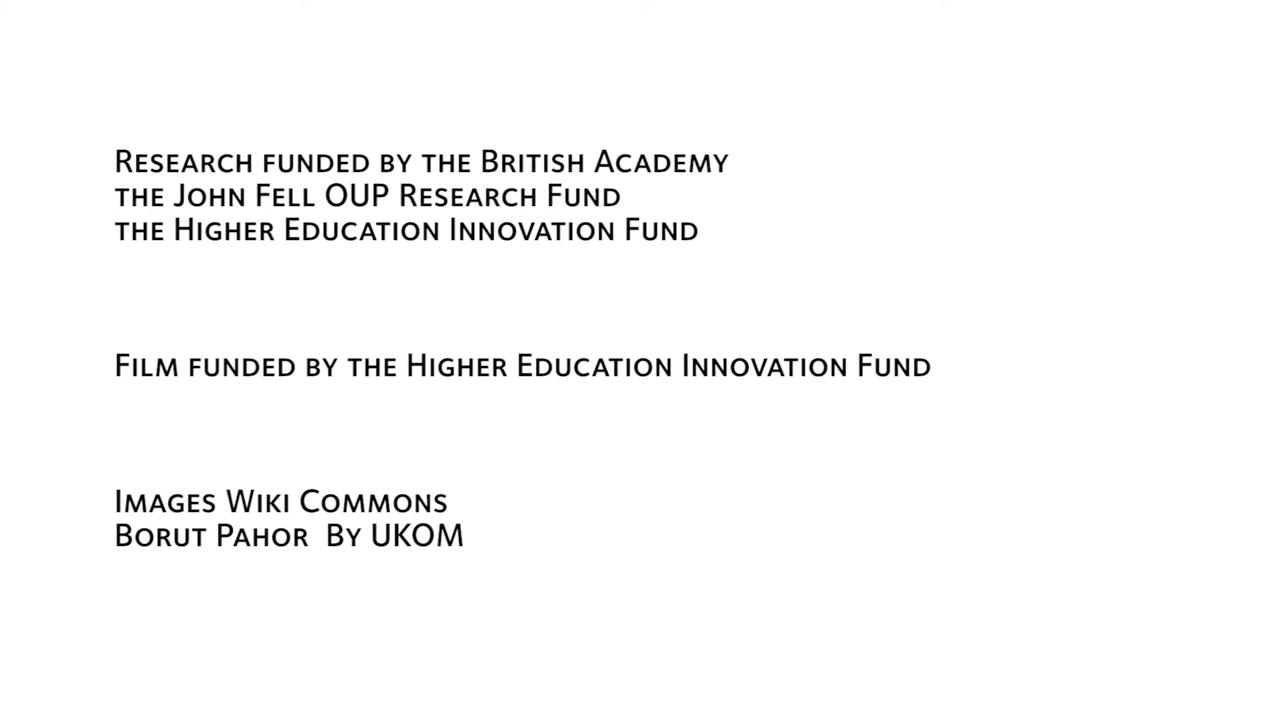 Research funded by the British Academy
the John Fell OUP Research Fund
the Higher Education Innovation Fund
Film funded by the Higher Education Innovation Fund
Images Wiki Commons
Borut Pahor By UKOM